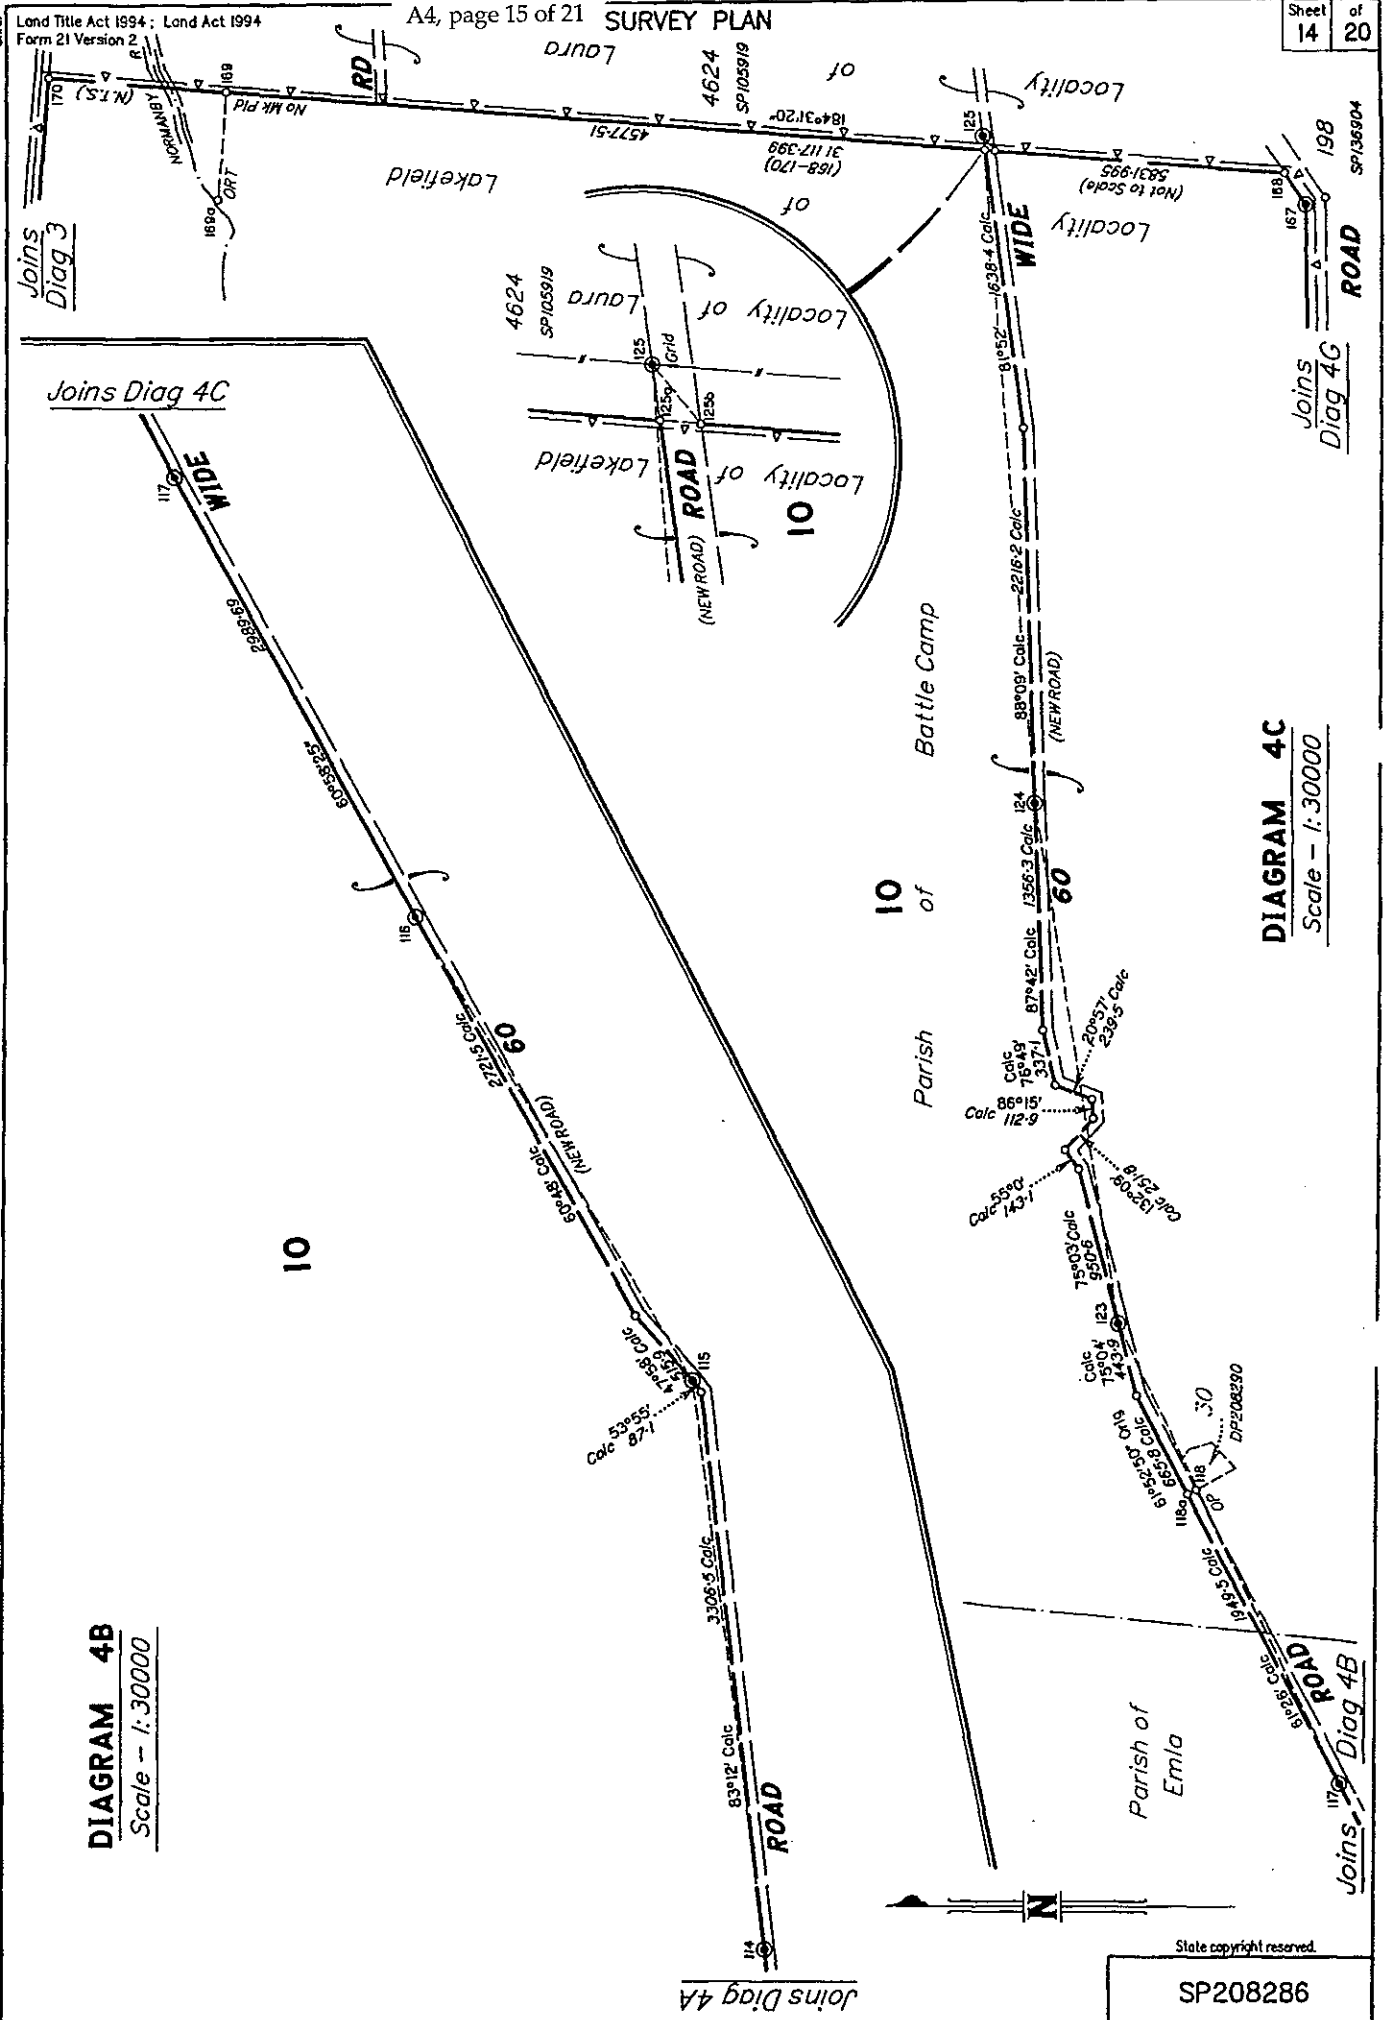 Land Title Act 1994 ; Land Act 1994
Form 21 Version 2
A4, page 15 of 21
SURVEY PLAN
Sheet 14 of 20
Joins
Diag 3
170
(N.T.S.)
NORMANBY R
169
No Mk Pld
169a
ORT
RD
Laura
of
Locality
4624
SP105919
4577·51
184°31'20"
31 117·399
(168-170)
Lakefield
of
Locality
125
5831·995
(Not to Scale)
168
167
198
SP136904
ROAD
Joins
Diag 4G
4624
SP105919
Laura
of
Locality
125
Grid
125a
125b
Lakefield
of
Locality
ROAD
(NEW ROAD)
10
Joins Diag 4C
117
WIDE
2989·69
60°58'25"
116
2721·5 Calc
60
60°48' Calc
(NEW ROAD)
10
47°58' Calc
515·9
115
53°55'
Calc 87·1
3306·5 Calc
83°12' Calc
ROAD
114
Joins Diag 4A
DIAGRAM 4B
Scale - 1:30000
WIDE
81°52'
1638·4 Calc
2216·2 Calc
88°09' Calc
(NEW ROAD)
124
1356·3 Calc
60
87°42' Calc
Calc
76°49'
337·1
20°57' Calc
239·5
86°15'
Calc 112·9
132°09'
Calc 251·8
Calc 55°0'
143·1
75°03' Calc
950·6
123
Calc
75°04'
443·9
61°52'50" Orig
665·8 Calc
30
DP208290
118
118a
OP
1949·5 Calc
61°26' Calc
ROAD
117
Joins Diag 4B
Parish
of
Battle Camp
10
Parish of
Emla
DIAGRAM 4C
Scale - 1:30000
N
State copyright reserved.
SP208286